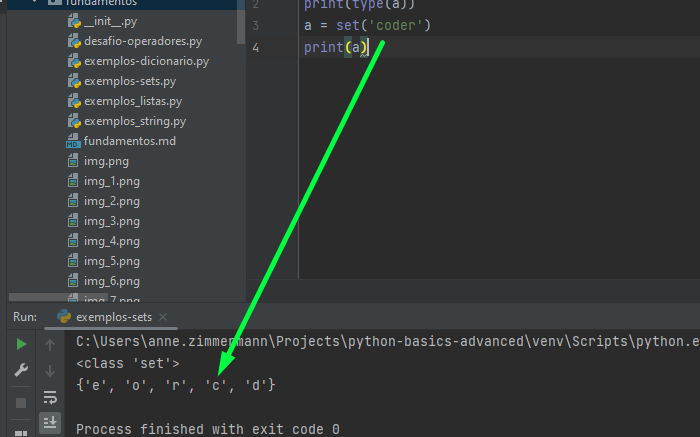 fundamentos
__init__.py
desafio-operadores.py
exemplos-dicionario.py
exemplos-sets.py
exemplos_listas.py
exemplos_string.py
fundamentos.md
img.png
img_1.png
img_2.png
img_3.png
img_4.png
img_5.png
img_6.png
img_7.png
2 print(type(a))
3 a = set('coder')
4 print(a)
Run: exemplos-sets
C:\Users\anne.zimmermann\Projects\python-basics-advanced\venv\Scripts\python.e
<class 'set'>
{'e', 'o', 'r', 'c', 'd'}
Process finished with exit code 0